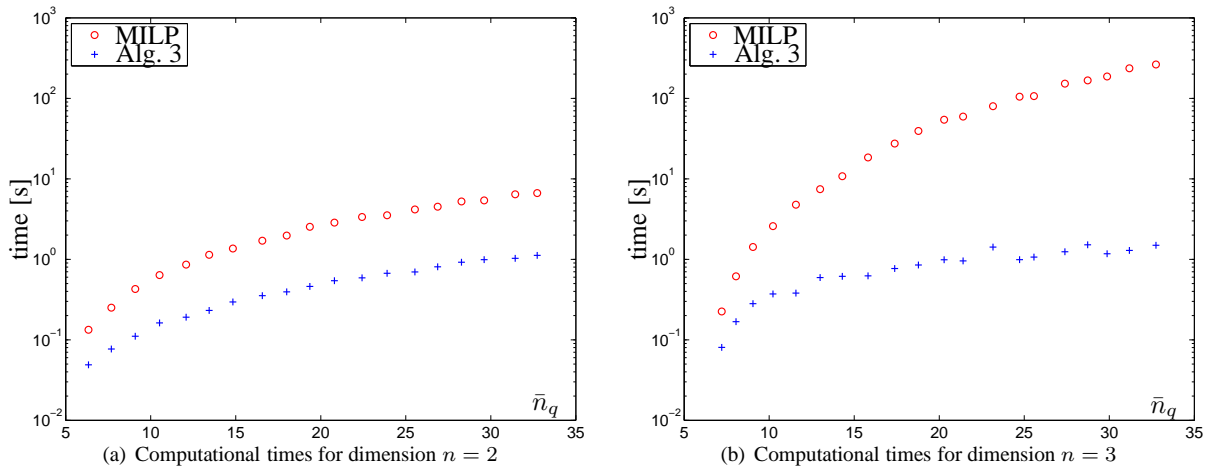 10^3
10^2
10^1
10^0
10^-1
10^-2
time [s]
MILP
Alg. 3
n̄_q
5 10 15 20 25 30 35
(a) Computational times for dimension n = 2
10^3
10^2
10^1
10^0
10^-1
10^-2
time [s]
MILP
Alg. 3
n̄_q
5 10 15 20 25 30 35
(b) Computational times for dimension n = 3